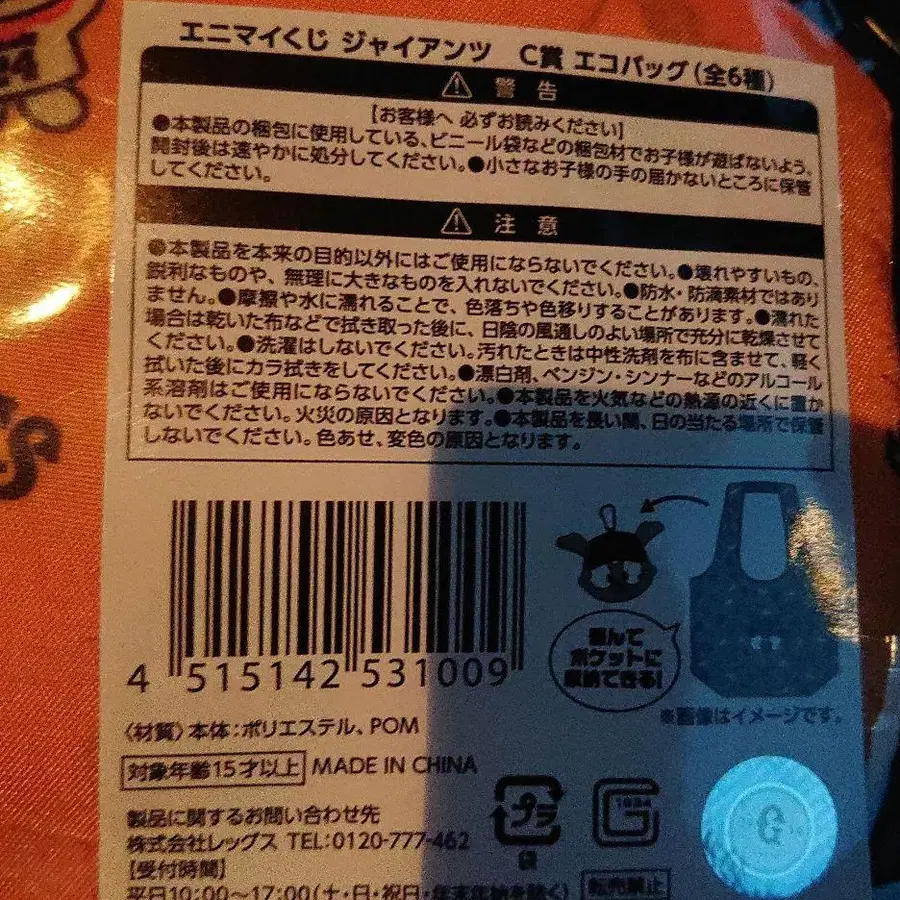 24
エニマイくじ ジャイアンツ C賞 エコバッグ(全6種)
警告
【お客様へ 必ずお読みください】
●本製品の梱包に使用している、ビニール袋などの梱包材でお子様が遊ばないよう、
開封後は速やかに処分してください。●小さなお子様の手の届かないところに保管
してください。
注意
●本製品を本来の目的以外にはご使用にならないでください。●壊れやすいもの、
鋭利なものや、無理に大きなものを入れないでください。●防水・防滴素材ではあり
ません。●摩擦や水に濡れることで、色落ちや色移りすることがあります。●濡れた
場合は乾いた布などで拭き取った後に、日陰の風通しのよい場所で充分に乾燥させて
ください。●洗濯はしないでください。汚れたときは中性洗剤を布に含ませて、軽く
拭いた後にカラ拭きをしてください。●漂白剤、ベンジン・シンナーなどのアルコール
系溶剤はご使用にならないでください。●本製品を火気などの熱源の近くに置か
ないでください。火災の原因となります。●本製品を長い間、日の当たる場所で保管
しないでください。色あせ、変色の原因となります。
4 515142 531009
畳んで
ポケットに
収納できる!
※画像はイメージです。
〈材質〉本体:ポリエステル、POM
対象年齢15才以上 MADE IN CHINA
製品に関するお問い合わせ先
株式会社レッグス TEL:0120-777-462
【受付時間】
平日10:00〜17:00(土・日・祝日・年末年始を除く)
プラ
袋
1934
G
転売禁止
G